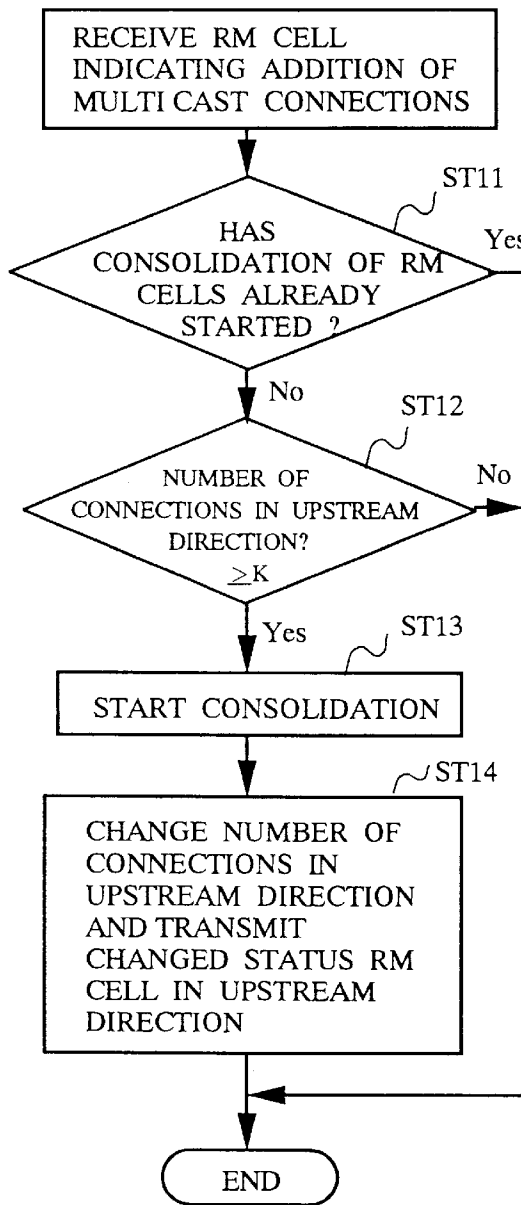 RECEIVE RM CELL
INDICATING ADDITION OF
MULTI CAST CONNECTIONS
ST11
HAS
CONSOLIDATION OF RM
CELLS ALREADY
STARTED ?
Yes
No
ST12
NUMBER OF
CONNECTIONS IN UPSTREAM
DIRECTION?
≥K
No
Yes
ST13
START CONSOLIDATION
ST14
CHANGE NUMBER OF
CONNECTIONS IN
UPSTREAM DIRECTION
AND TRANSMIT
CHANGED STATUS RM
CELL IN UPSTREAM
DIRECTION
END